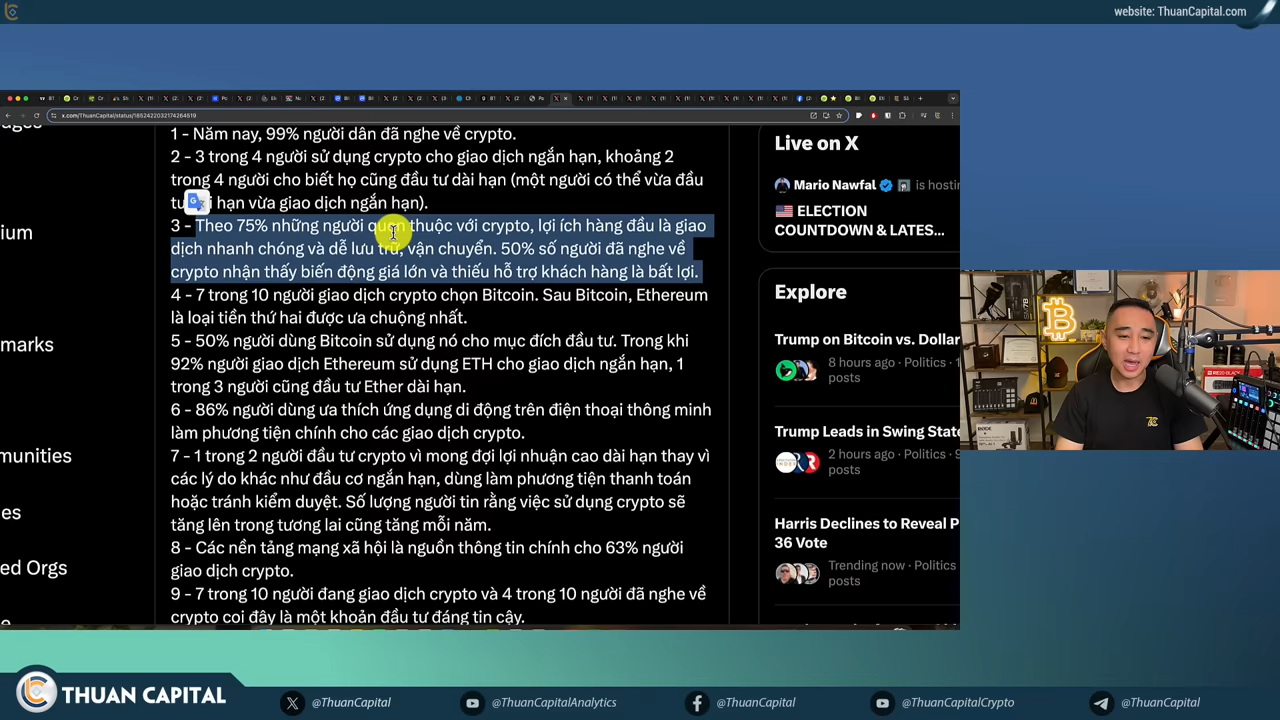 website: ThuanCapital.com
x.com/ThuanCapital/status/1852422032174264519
1 - Năm nay, 99% người dân đã nghe về crypto.
2 - 3 trong 4 người sử dụng crypto cho giao dịch ngắn hạn, khoảng 2
trong 4 người cho biết họ cũng đầu tư dài hạn (một người có thể vừa đầu
hạn vừa giao dịch ngắn hạn).
3 - Theo 75% những người quen thuộc với crypto, lợi ích hàng đầu là giao
dịch nhanh chóng và dễ lưu trữ, vận chuyển. 50% số người đã nghe về
crypto nhận thấy biến động giá lớn và thiếu hỗ trợ khách hàng là bất lợi.
4 - 7 trong 10 người giao dịch crypto chọn Bitcoin. Sau Bitcoin, Ethereum
là loại tiền thứ hai được ưa chuộng nhất.
5 - 50% người dùng Bitcoin sử dụng nó cho mục đích đầu tư. Trong khi
92% người giao dịch Ethereum sử dụng ETH cho giao dịch ngắn hạn, 1
trong 3 người cũng đầu tư Ether dài hạn.
6 - 86% người dùng ưa thích ứng dụng di động trên điện thoại thông minh
làm phương tiện chính cho các giao dịch crypto.
7 - 1 trong 2 người đầu tư crypto vì mong đợi lợi nhuận cao dài hạn thay vì
các lý do khác như đầu cơ ngắn hạn, dùng làm phương tiện thanh toán
hoặc tránh kiểm duyệt. Số lượng người tin rằng việc sử dụng crypto sẽ
tăng lên trong tương lai cũng tăng mỗi năm.
8 - Các nền tảng mạng xã hội là nguồn thông tin chính cho 63% người
giao dịch crypto.
9 - 7 trong 10 người đang giao dịch crypto và 4 trong 10 người đã nghe về
crypto coi đây là một khoản đầu tư đáng tin cậy.
ium
marks
munities
es
ed Orgs
Live on X
Mario Nawfal is hostin
ELECTION
COUNTDOWN & LATES...
Explore
Trump on Bitcoin vs. Dollar
8 hours ago · Politics · 1
posts
Trump Leads in Swing State
2 hours ago · Politics · 9
posts
Harris Declines to Reveal P
36 Vote
Trending now · Politics
posts
THUAN CAPITAL
@ThuanCapital
@ThuanCapitalAnalytics
@ThuanCapital
@ThuanCapitalCrypto
@ThuanCapital